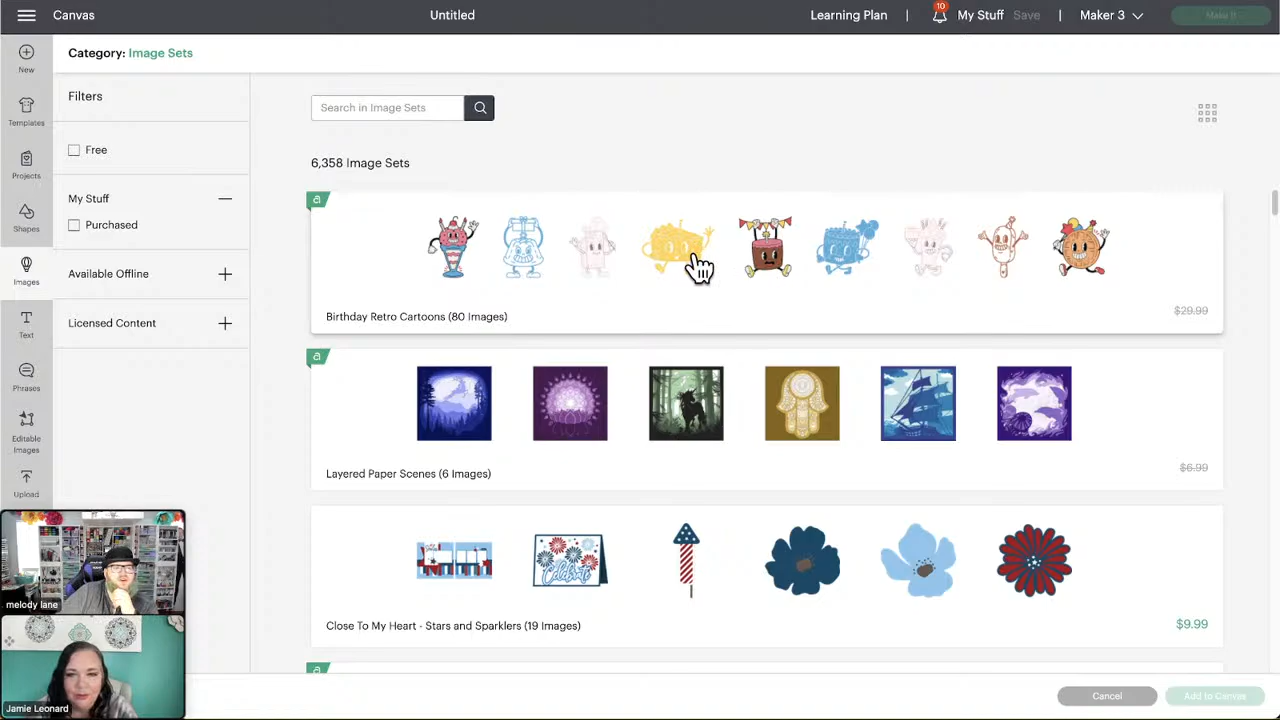 Canvas
Untitled
Learning Plan | 10 My Stuff Save | Maker 3
Make It
New
Templates
Projects
Shapes
Images
Text
Phrases
Editable
Images
Upload
Category: Image Sets
Filters
Free
My Stuff
Purchased
Available Offline
Licensed Content
Search in Image Sets
6,358 Image Sets
a
Birthday Retro Cartoons (80 Images)
$29.99
a
Layered Paper Scenes (6 Images)
$6.99
Celebrate
Close To My Heart - Stars and Sparklers (19 Images)
$9.99
a
Cancel
Add to Canvas
melody lane
Jamie Leonard